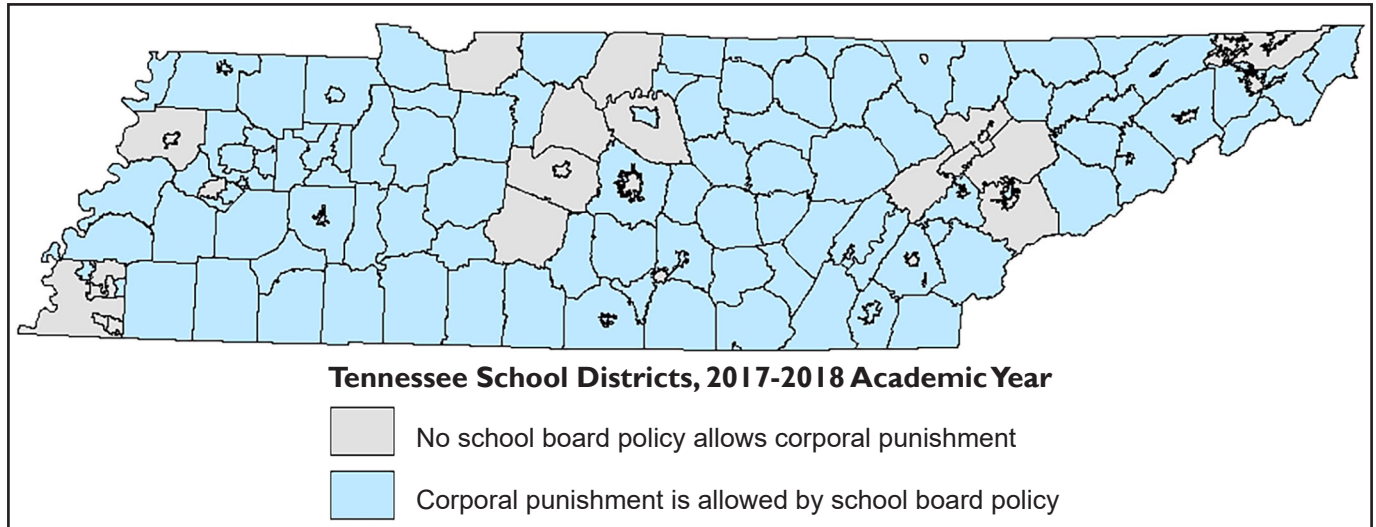 Tennessee School Districts, 2017-2018 Academic Year
No school board policy allows corporal punishment
Corporal punishment is allowed by school board policy